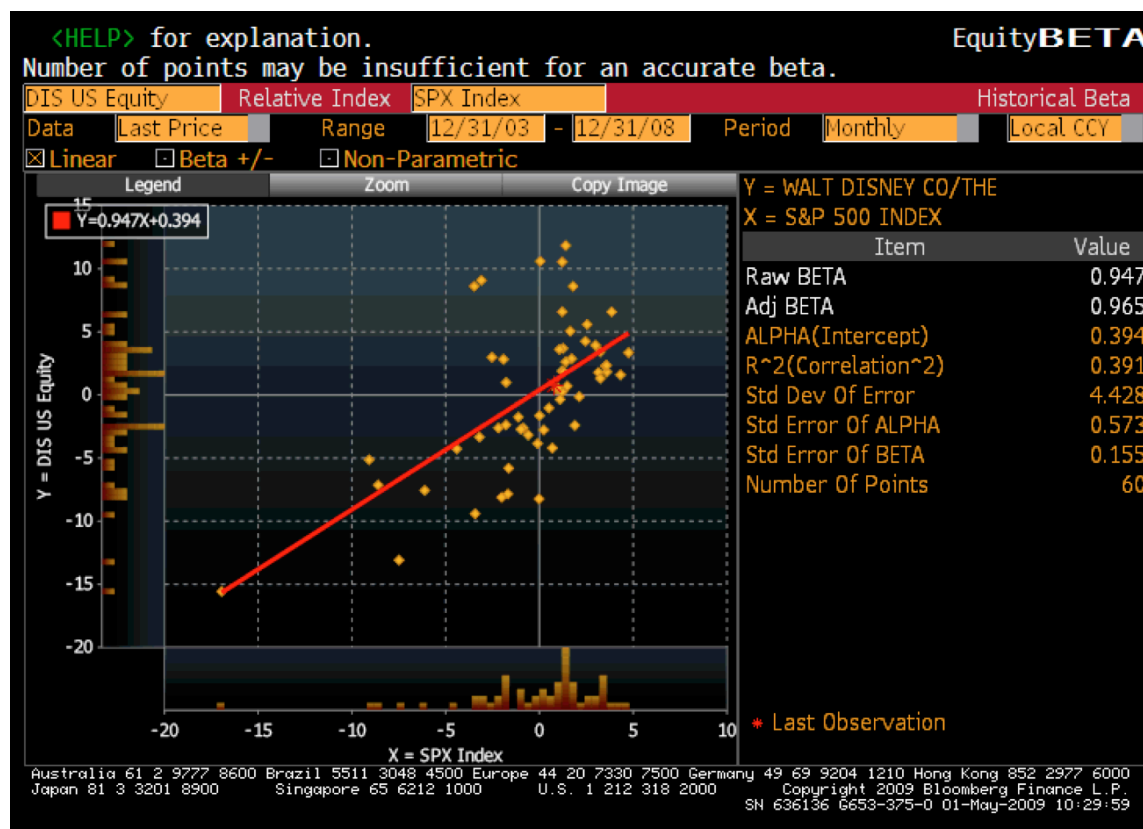 <HELP> for explanation. EquityBETA
Number of points may be insufficient for an accurate beta.
DIS US Equity Relative Index SPX Index Historical Beta
Data Last Price Range 12/31/03 - 12/31/08 Period Monthly Local CCY
Linear Beta +/- Non-Parametric
Legend Zoom Copy Image
Y=0.947X+0.394
15
10
5
0
-5
-10
-15
-20
Y = DIS US Equity
-20 -15 -10 -5 0 5 10
X = SPX Index
Y = WALT DISNEY CO/THE
X = S&P 500 INDEX
Item Value
Raw BETA 0.947
Adj BETA 0.965
ALPHA(Intercept) 0.394
R^2(Correlation^2) 0.391
Std Dev Of Error 4.428
Std Error Of ALPHA 0.573
Std Error Of BETA 0.155
Number Of Points 60
* Last Observation
Australia 61 2 9777 8600 Brazil 5511 3048 4500 Europe 44 20 7330 7500 Germany 49 69 9204 1210 Hong Kong 852 2977 6000
Japan 81 3 3201 8900 Singapore 65 6212 1000 U.S. 1 212 318 2000 Copyright 2009 Bloomberg Finance L.P.
SN 636136 G653-375-0 01-May-2009 10:29:59